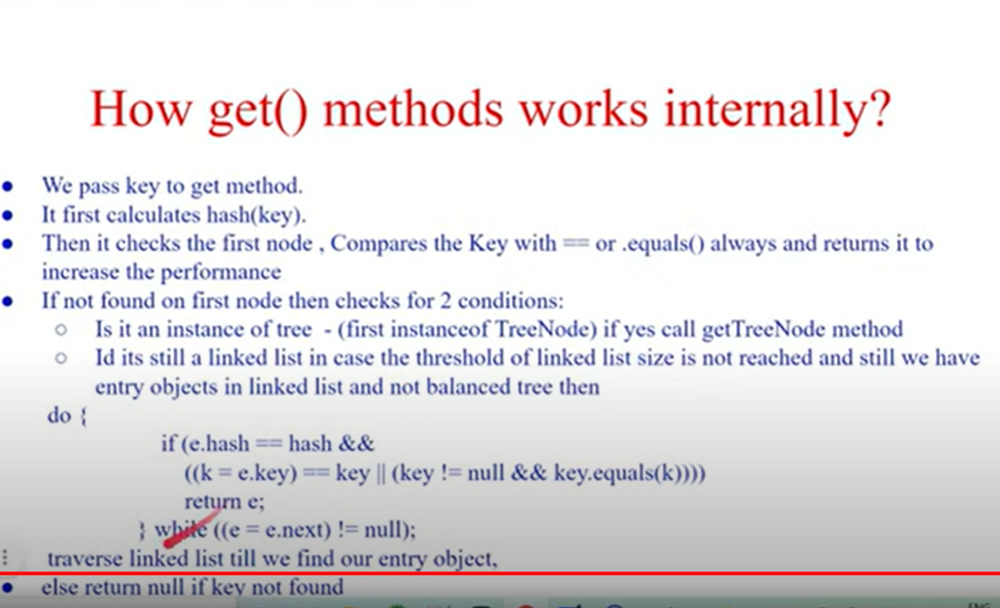 How get() methods works internally?
● We pass key to get method.
● It first calculates hash(key).
● Then it checks the first node , Compares the Key with == or .equals() always and returns it to
increase the performance
● If not found on first node then checks for 2 conditions:
○ Is it an instance of tree - (first instanceof TreeNode) if yes call getTreeNode method
○ Id its still a linked list in case the threshold of linked list size is not reached and still we have
entry objects in linked list and not balanced tree then
do {
if (e.hash == hash &&
((k = e.key) == key || (key != null && key.equals(k))))
return e;
} while ((e = e.next) != null);
traverse linked list till we find our entry object,
● else return null if key not found